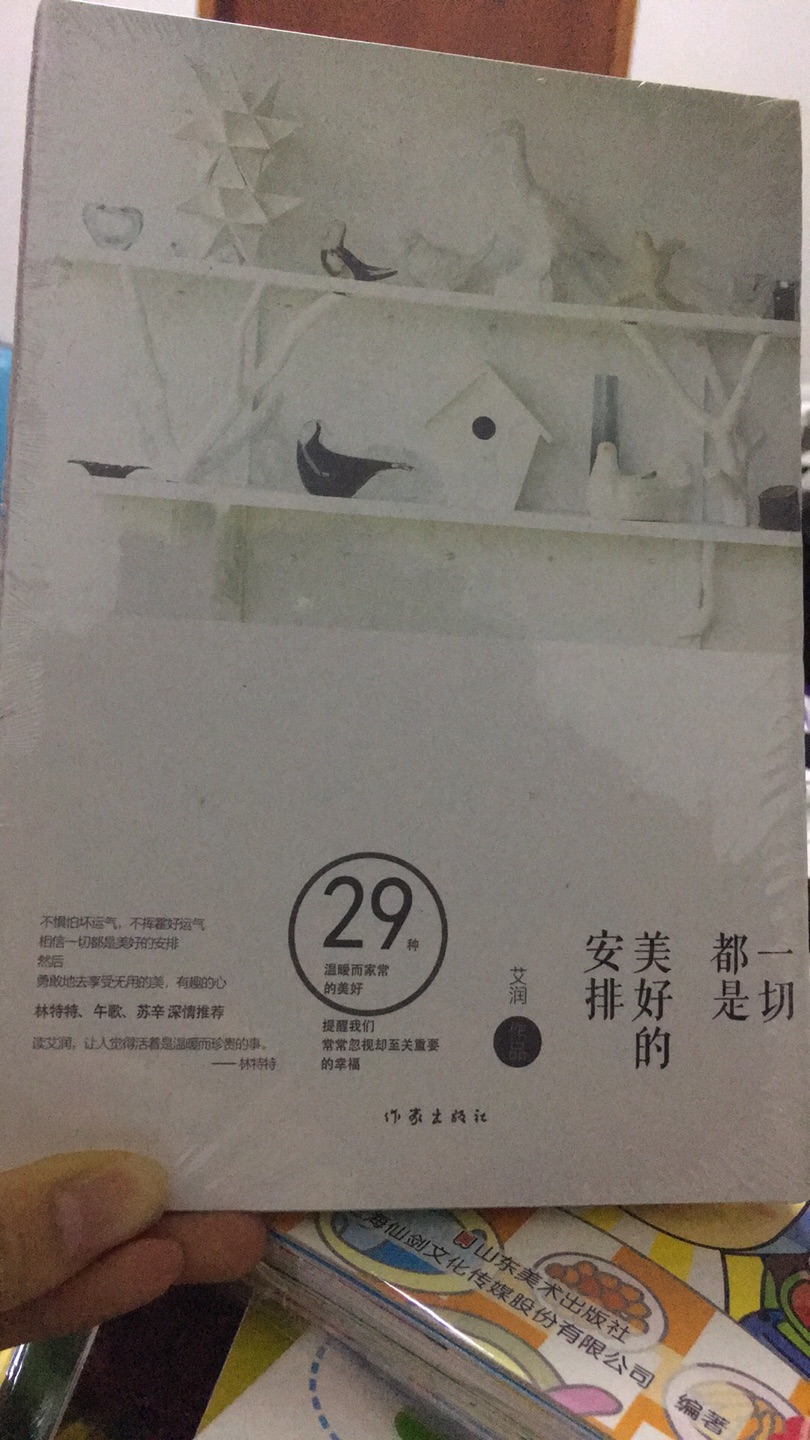 一切
都是
美好的
安排
艾润
作品
29种
温暖而家常
的美好
提醒我们
常常忽视却至关重要
的幸福
不惧怕坏运气，不挥霍好运气
相信一切都是美好的安排
然后
勇敢地去享受无用的美，有趣的心
林特特、午歌、苏辛 深情推荐
读艾润，让人觉得活着是温暖而珍贵的事。
—— 林特特
作家出版社
山东美术出版社
海仙剑文化传媒股份有限公司
编著